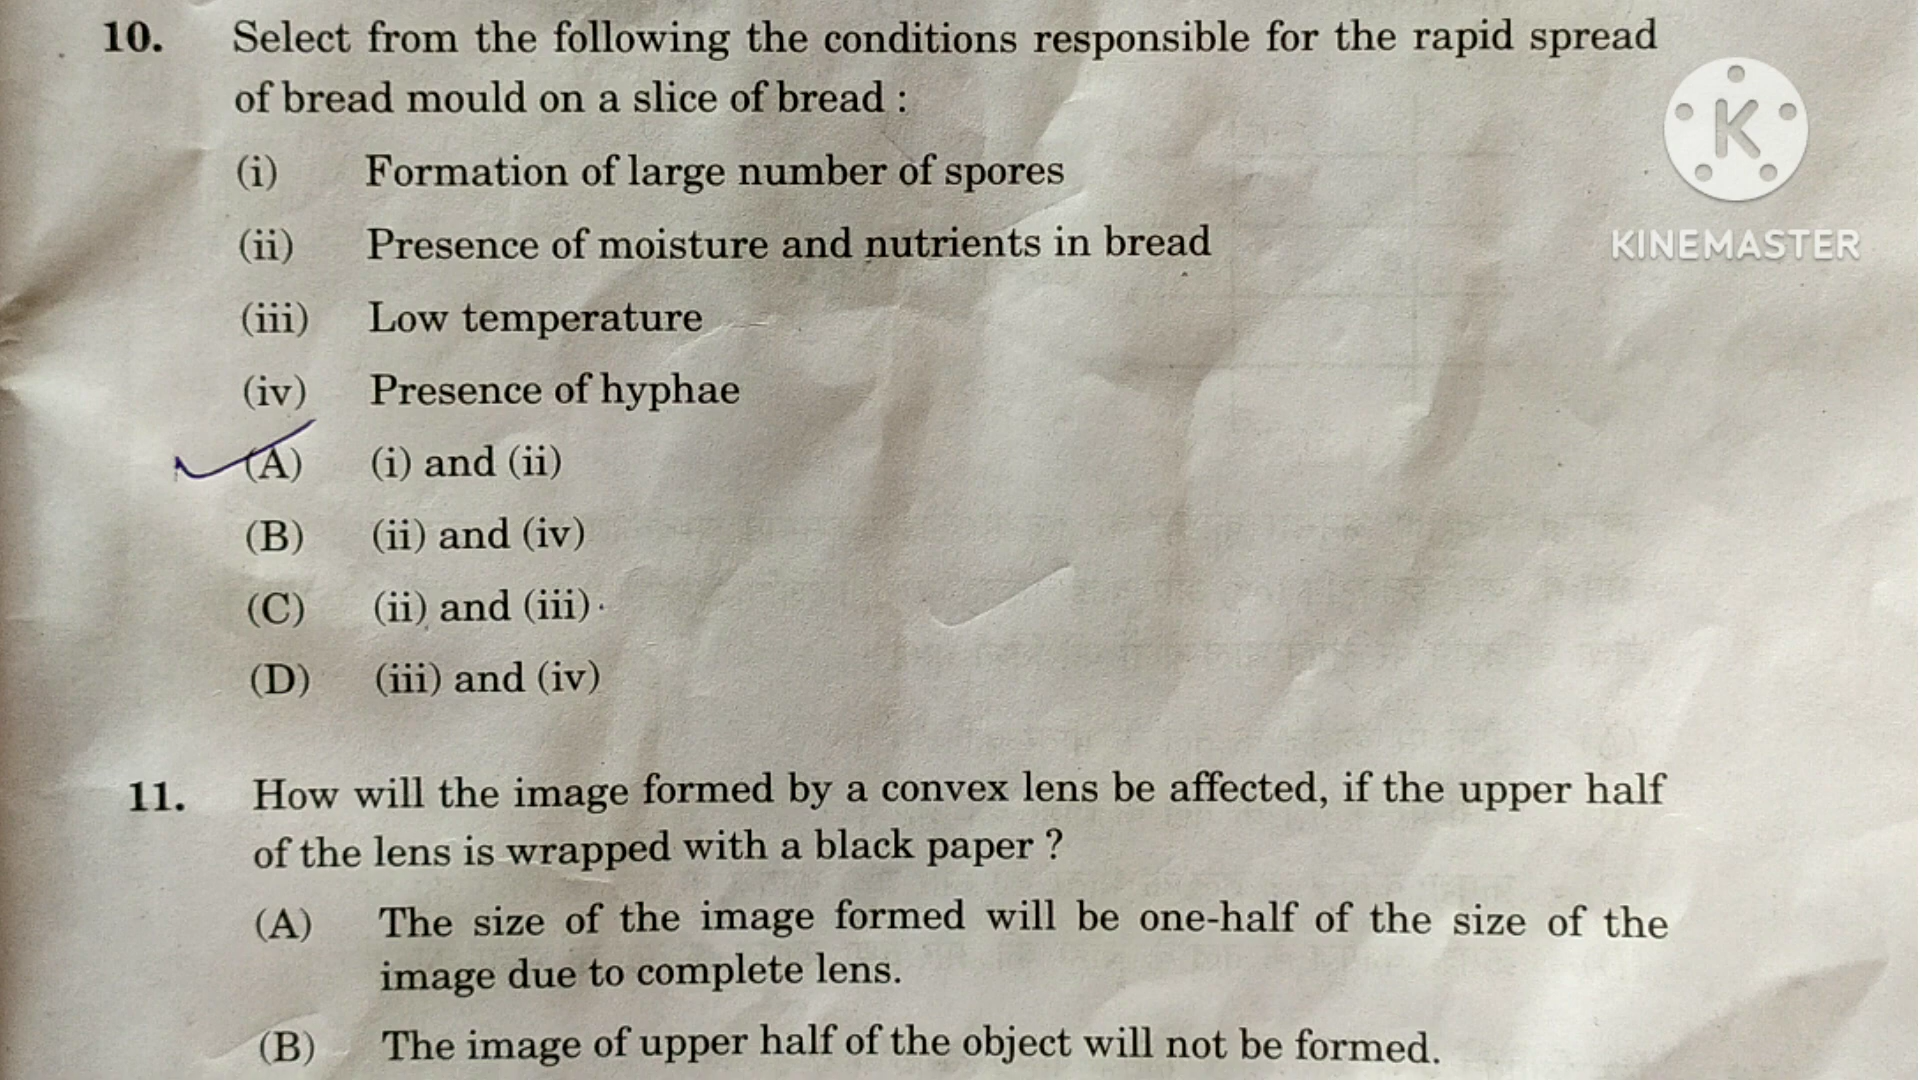 10. Select from the following the conditions responsible for the rapid spread
of bread mould on a slice of bread :
(i) Formation of large number of spores
(ii) Presence of moisture and nutrients in bread
(iii) Low temperature
(iv) Presence of hyphae
(A) (i) and (ii)
(B) (ii) and (iv)
(C) (ii) and (iii)
(D) (iii) and (iv)
11. How will the image formed by a convex lens be affected, if the upper half
of the lens is wrapped with a black paper ?
(A) The size of the image formed will be one-half of the size of the
image due to complete lens.
(B) The image of upper half of the object will not be formed.
K
KINEMASTER